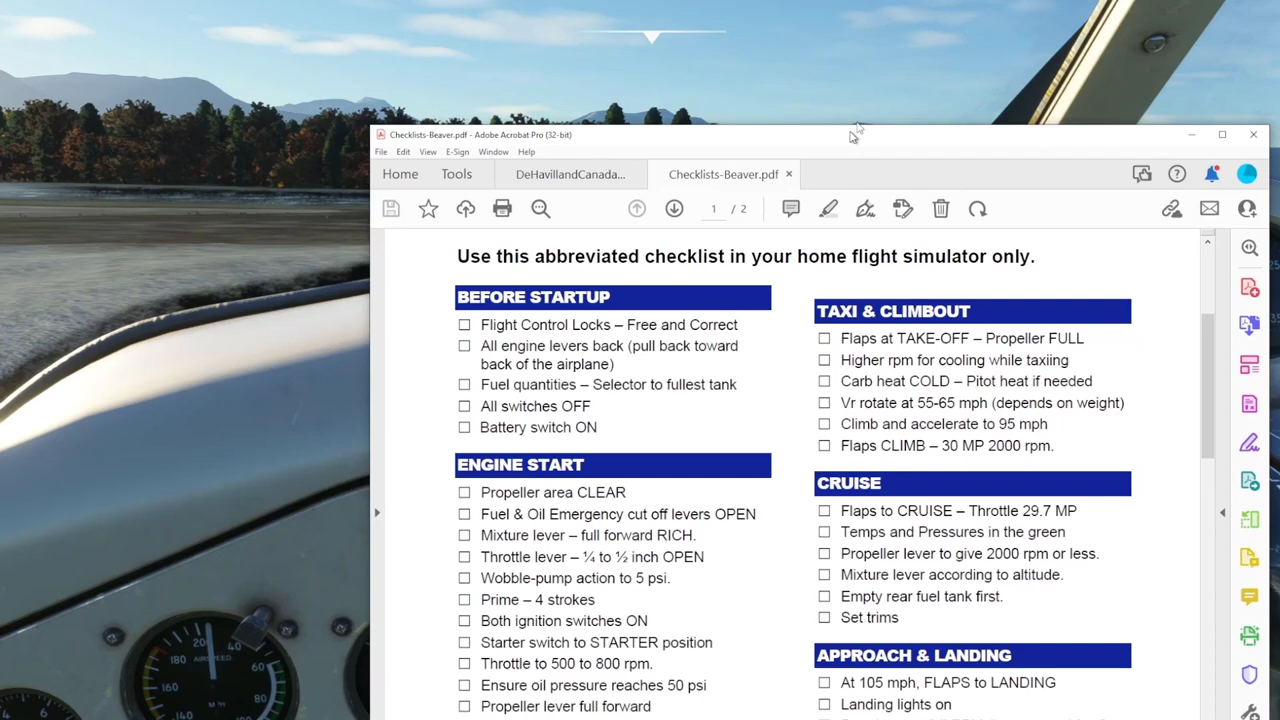 Checklists-Beaver.pdf - Adobe Acrobat Pro (32-bit)
File Edit View E-Sign Window Help
Home Tools DeHavillandCanada... Checklists-Beaver.pdf ×
1 / 2
Use this abbreviated checklist in your home flight simulator only.
BEFORE STARTUP
Flight Control Locks – Free and Correct
All engine levers back (pull back toward
back of the airplane)
Fuel quantities – Selector to fullest tank
All switches OFF
Battery switch ON
ENGINE START
Propeller area CLEAR
Fuel & Oil Emergency cut off levers OPEN
Mixture lever – full forward RICH.
Throttle lever – ¼ to ½ inch OPEN
Wobble-pump action to 5 psi.
Prime – 4 strokes
Both ignition switches ON
Starter switch to STARTER position
Throttle to 500 to 800 rpm.
Ensure oil pressure reaches 50 psi
Propeller lever full forward
TAXI & CLIMBOUT
Flaps at TAKE-OFF – Propeller FULL
Higher rpm for cooling while taxiing
Carb heat COLD – Pitot heat if needed
Vr rotate at 55-65 mph (depends on weight)
Climb and accelerate to 95 mph
Flaps CLIMB – 30 MP 2000 rpm.
CRUISE
Flaps to CRUISE – Throttle 29.7 MP
Temps and Pressures in the green
Propeller lever to give 2000 rpm or less.
Mixture lever according to altitude.
Empty rear fuel tank first.
Set trims
APPROACH & LANDING
At 105 mph, FLAPS to LANDING
Landing lights on
20 40
180 AIRSPEED 60
160 80
MPH
140
4 6